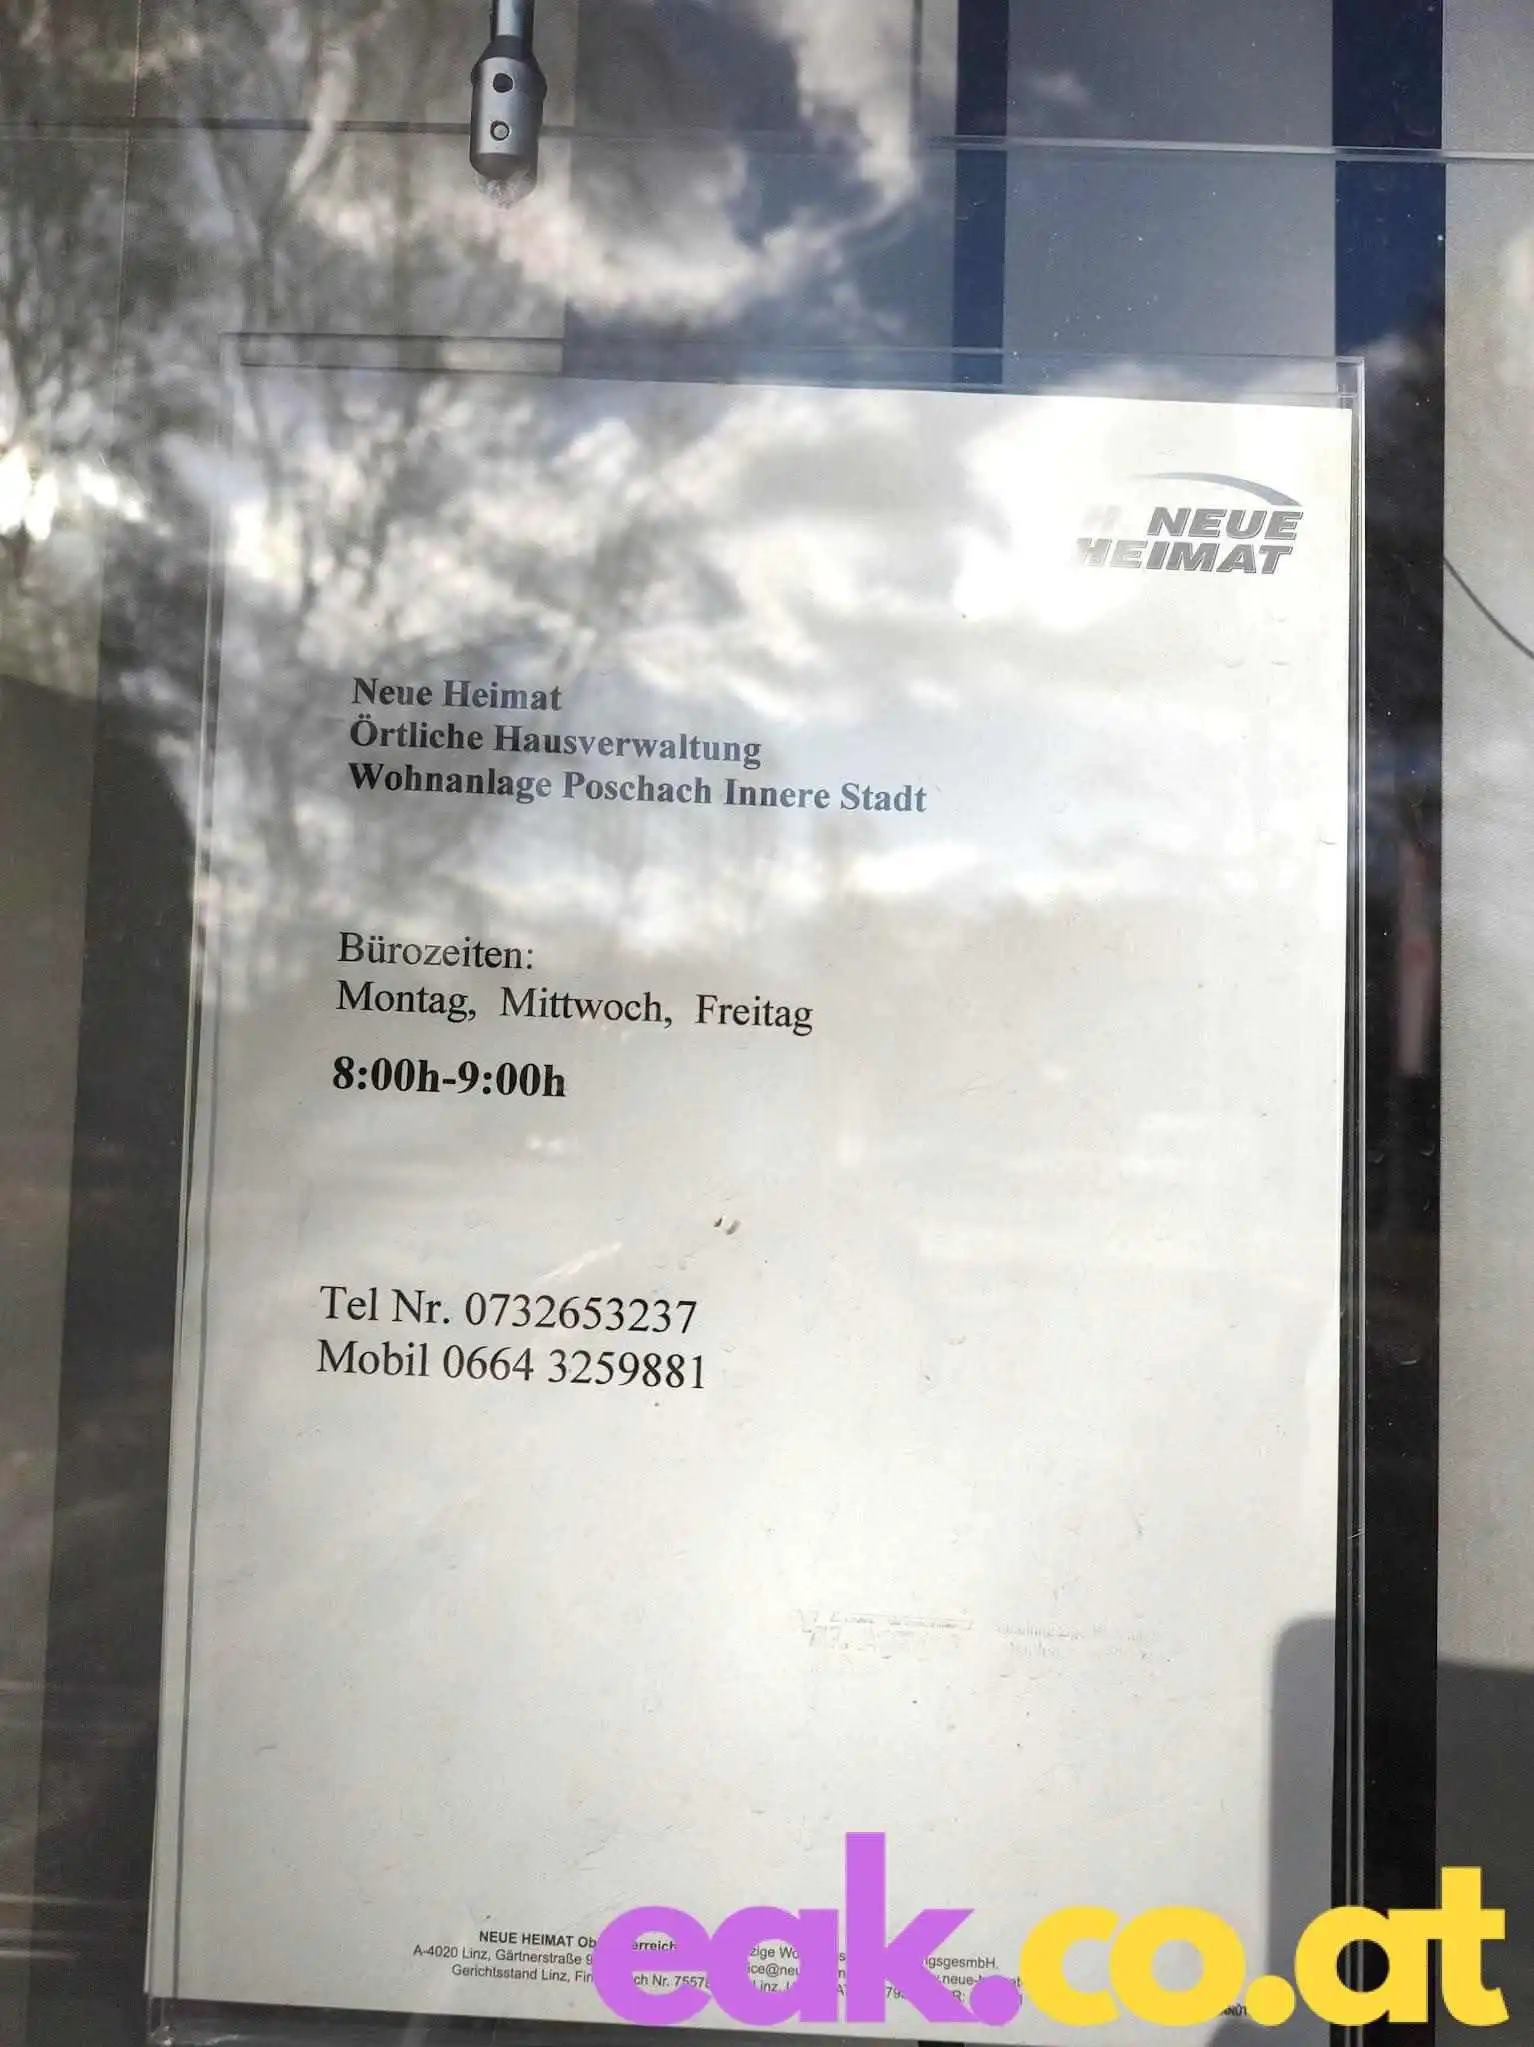 NEUE
HEIMAT
Neue Heimat
Örtliche Hausverwaltung
Wohnanlage Poschach Innere Stadt
Bürozeiten:
Montag, Mittwoch, Freitag
8:00h-9:00h
Tel Nr. 0732653237
Mobil 0664 3259881
NEUE HEIMAT
A-4020 Linz, Gärtnerstraße 9
Gerichtsstand Linz,
eak.co.at